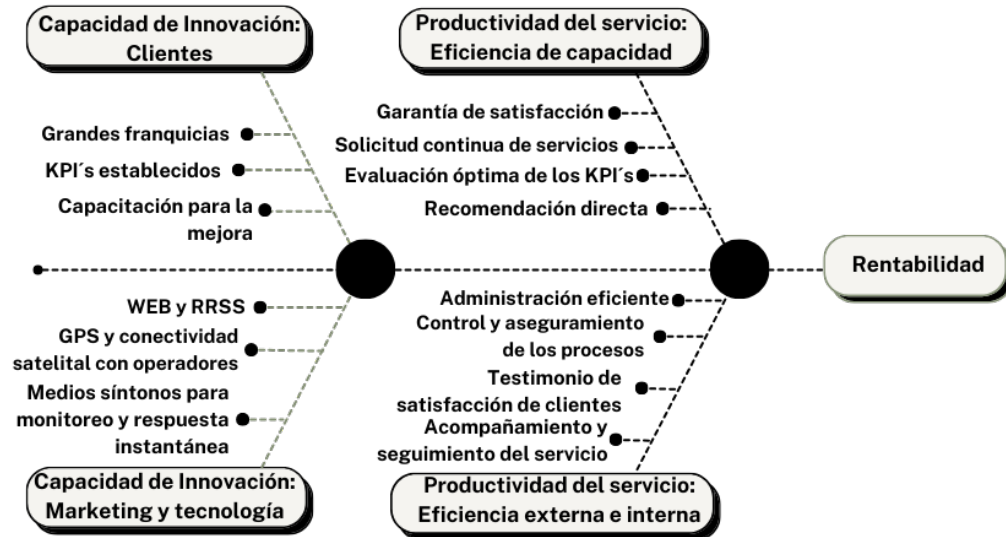 Capacidad de Innovación:
Clientes
Grandes franquicias
KPI´s establecidos
Capacitación para la
mejora
Productividad del servicio:
Eficiencia de capacidad
Garantía de satisfacción
Solicitud continua de servicios
Evaluación óptima de los KPI´s
Recomendación directa
Rentabilidad
WEB y RRSS
GPS y conectividad
satelital con operadores
Medios síntonos para
monitoreo y respuesta
instantánea
Capacidad de Innovación:
Marketing y tecnología
Administración eficiente
Control y aseguramiento
de los procesos
Testimonio de
satisfacción de clientes
Acompañamiento y
seguimiento del servicio
Productividad del servicio:
Eficiencia externa e interna